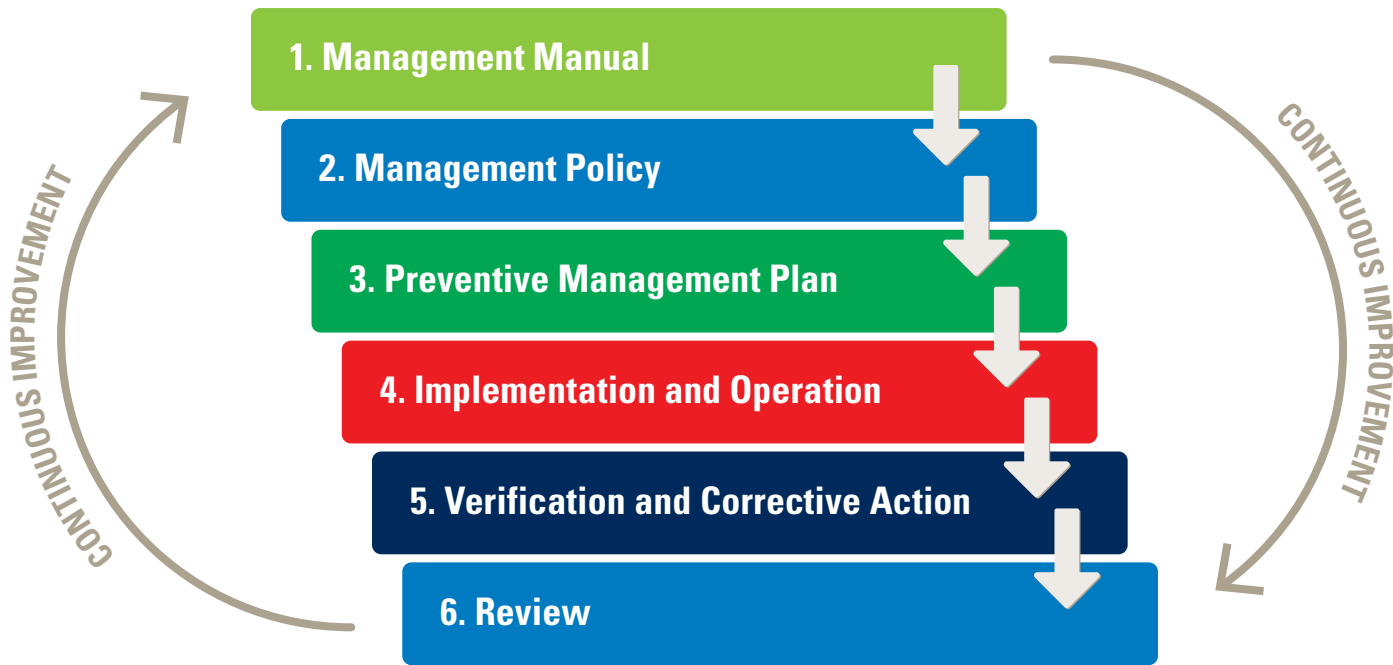 1. Management Manual
2. Management Policy
3. Preventive Management Plan
4. Implementation and Operation
5. Verification and Corrective Action
6. Review
CONTINUOUS IMPROVEMENT
CONTINUOUS IMPROVEMENT